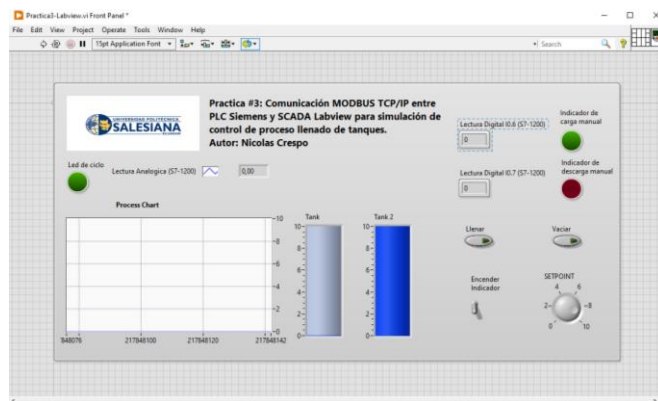 Practica3-Labview.vi Front Panel *
File Edit View Project Operate Tools Window Help
15pt Application Font
Search
UNIVERSIDAD POLITÉCNICA
SALESIANA
Practica #3: Comunicación MODBUS TCP/IP entre
PLC Siemens y SCADA Labview para simulación de
control de proceso llenado de tanques.
Autor: Nicolas Crespo
Lectura Digital I0.6 (S7-1200)
0
Indicador de
carga manual
Led de ciclo
Lectura Analogica (S7-1200)
0,00
Lectura Digital I0.7 (S7-1200)
0
Indicador de
descarga manual
Process Chart
10
8
6
4
2
0
848076 217848100 217848120 217848142
Tank
10
8
6
4
2
0
Tank 2
10
8
6
4
2
0
Llenar
Vaciar
Encender
Indicador
SETPOINT
0 2 4 6 8 10